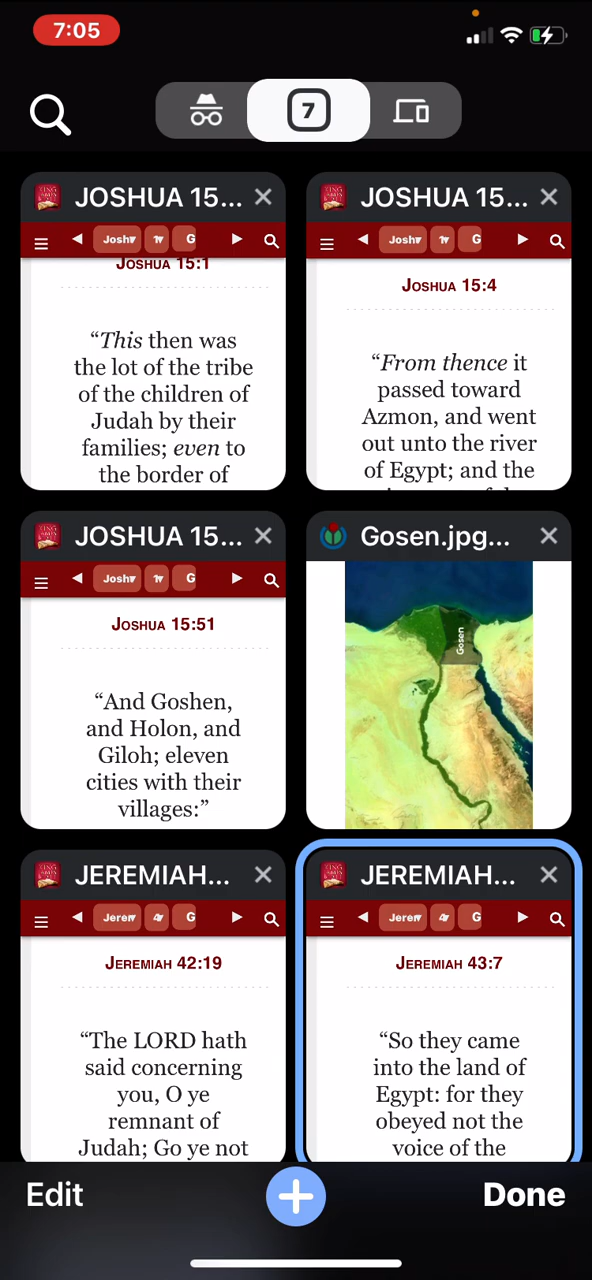 7:05
7
JOSHUA 15...
Joshua 15:1
“This then was
the lot of the tribe
of the children of
Judah by their
families; even to
the border of
JOSHUA 15...
Joshua 15:4
“From thence it
passed toward
Azmon, and went
out unto the river
of Egypt; and the
JOSHUA 15...
Joshua 15:51
“And Goshen,
and Holon, and
Giloh; eleven
cities with their
villages:”
Gosen.jpg...
Gosen
JEREMIAH...
Jeremiah 42:19
“The LORD hath
said concerning
you, O ye
remnant of
Judah; Go ye not
JEREMIAH...
Jeremiah 43:7
“So they came
into the land of
Egypt: for they
obeyed not the
voice of the
Edit
Done